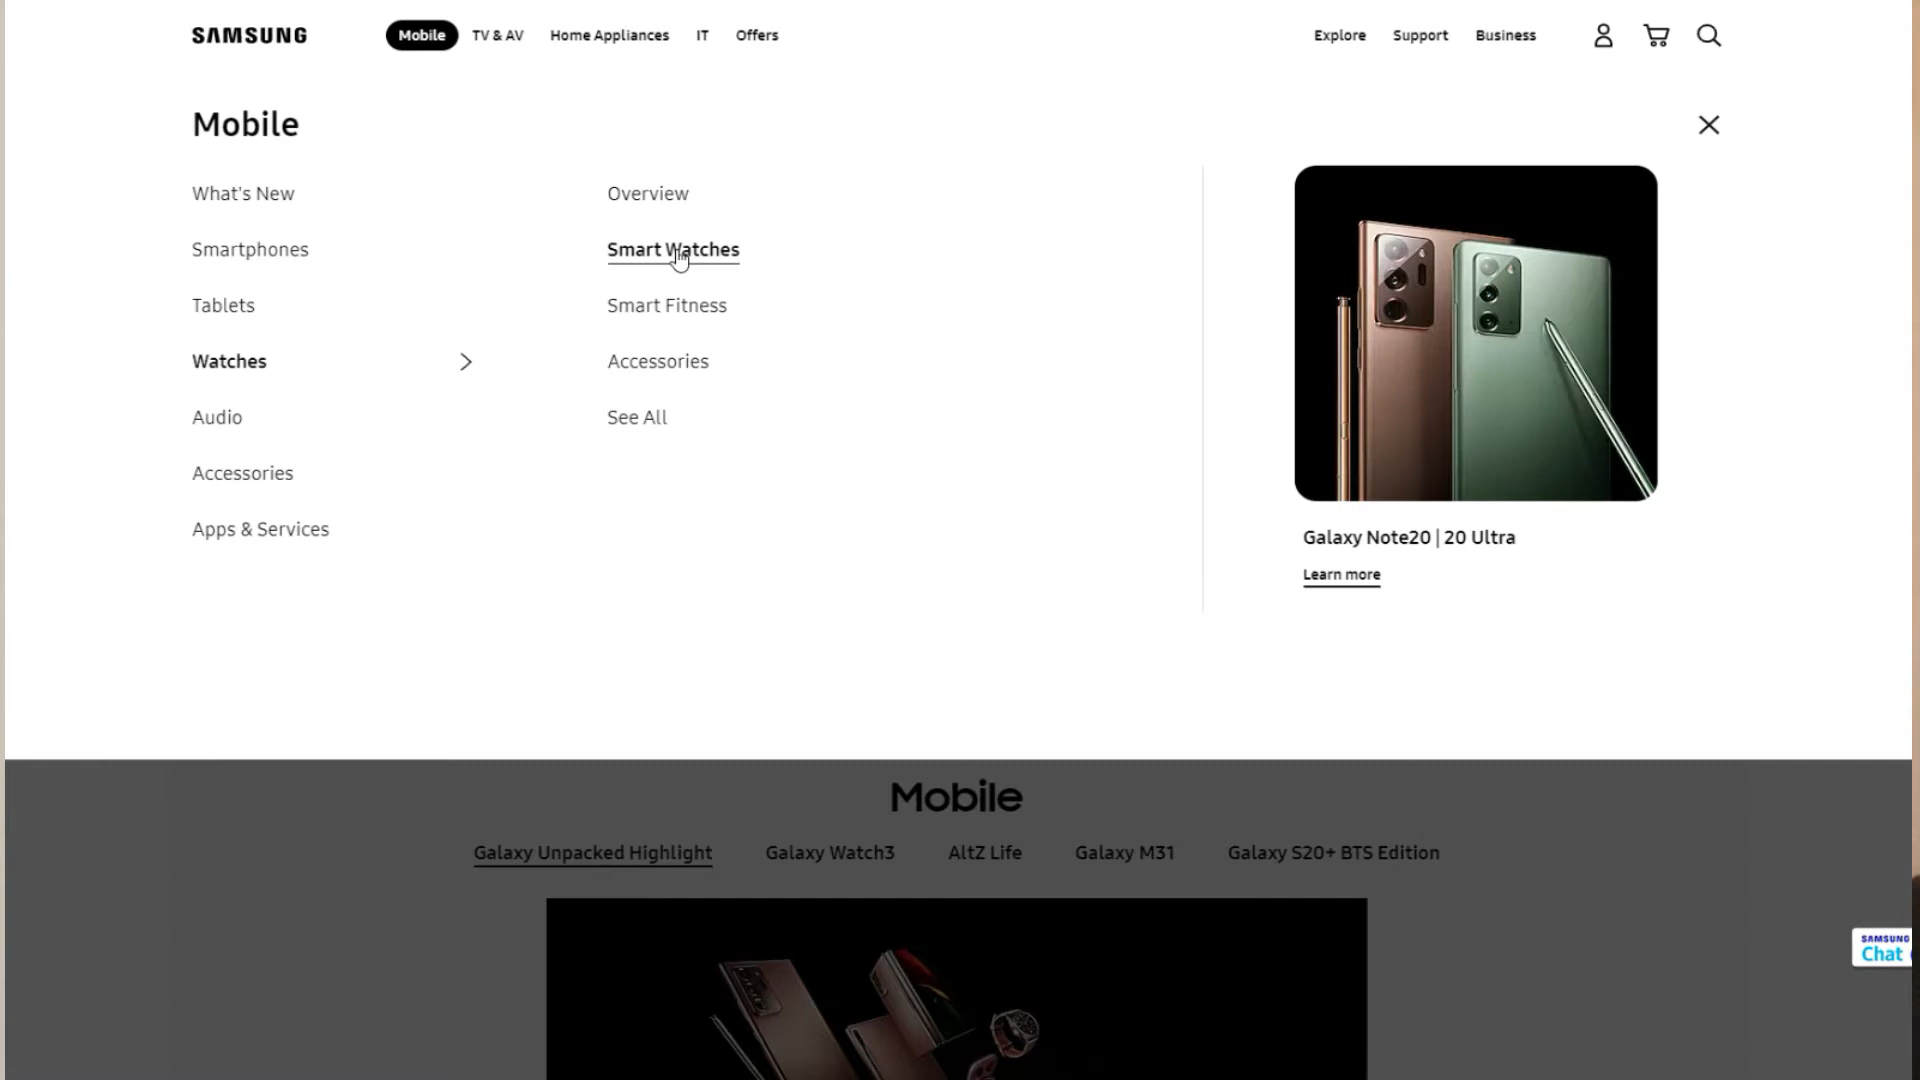 SAMSUNG Mobile TV & AV Home Appliances IT Offers Explore Support Business
Mobile
What's New
Smartphones
Tablets
Watches
Audio
Accessories
Apps & Services
Overview
Smart Watches
Smart Fitness
Accessories
See All
Galaxy Note20 | 20 Ultra
Learn more
Mobile
Galaxy Unpacked Highlight Galaxy Watch3 AltZ Life Galaxy M31 Galaxy S20+ BTS Edition
SAMSUNG
Chat